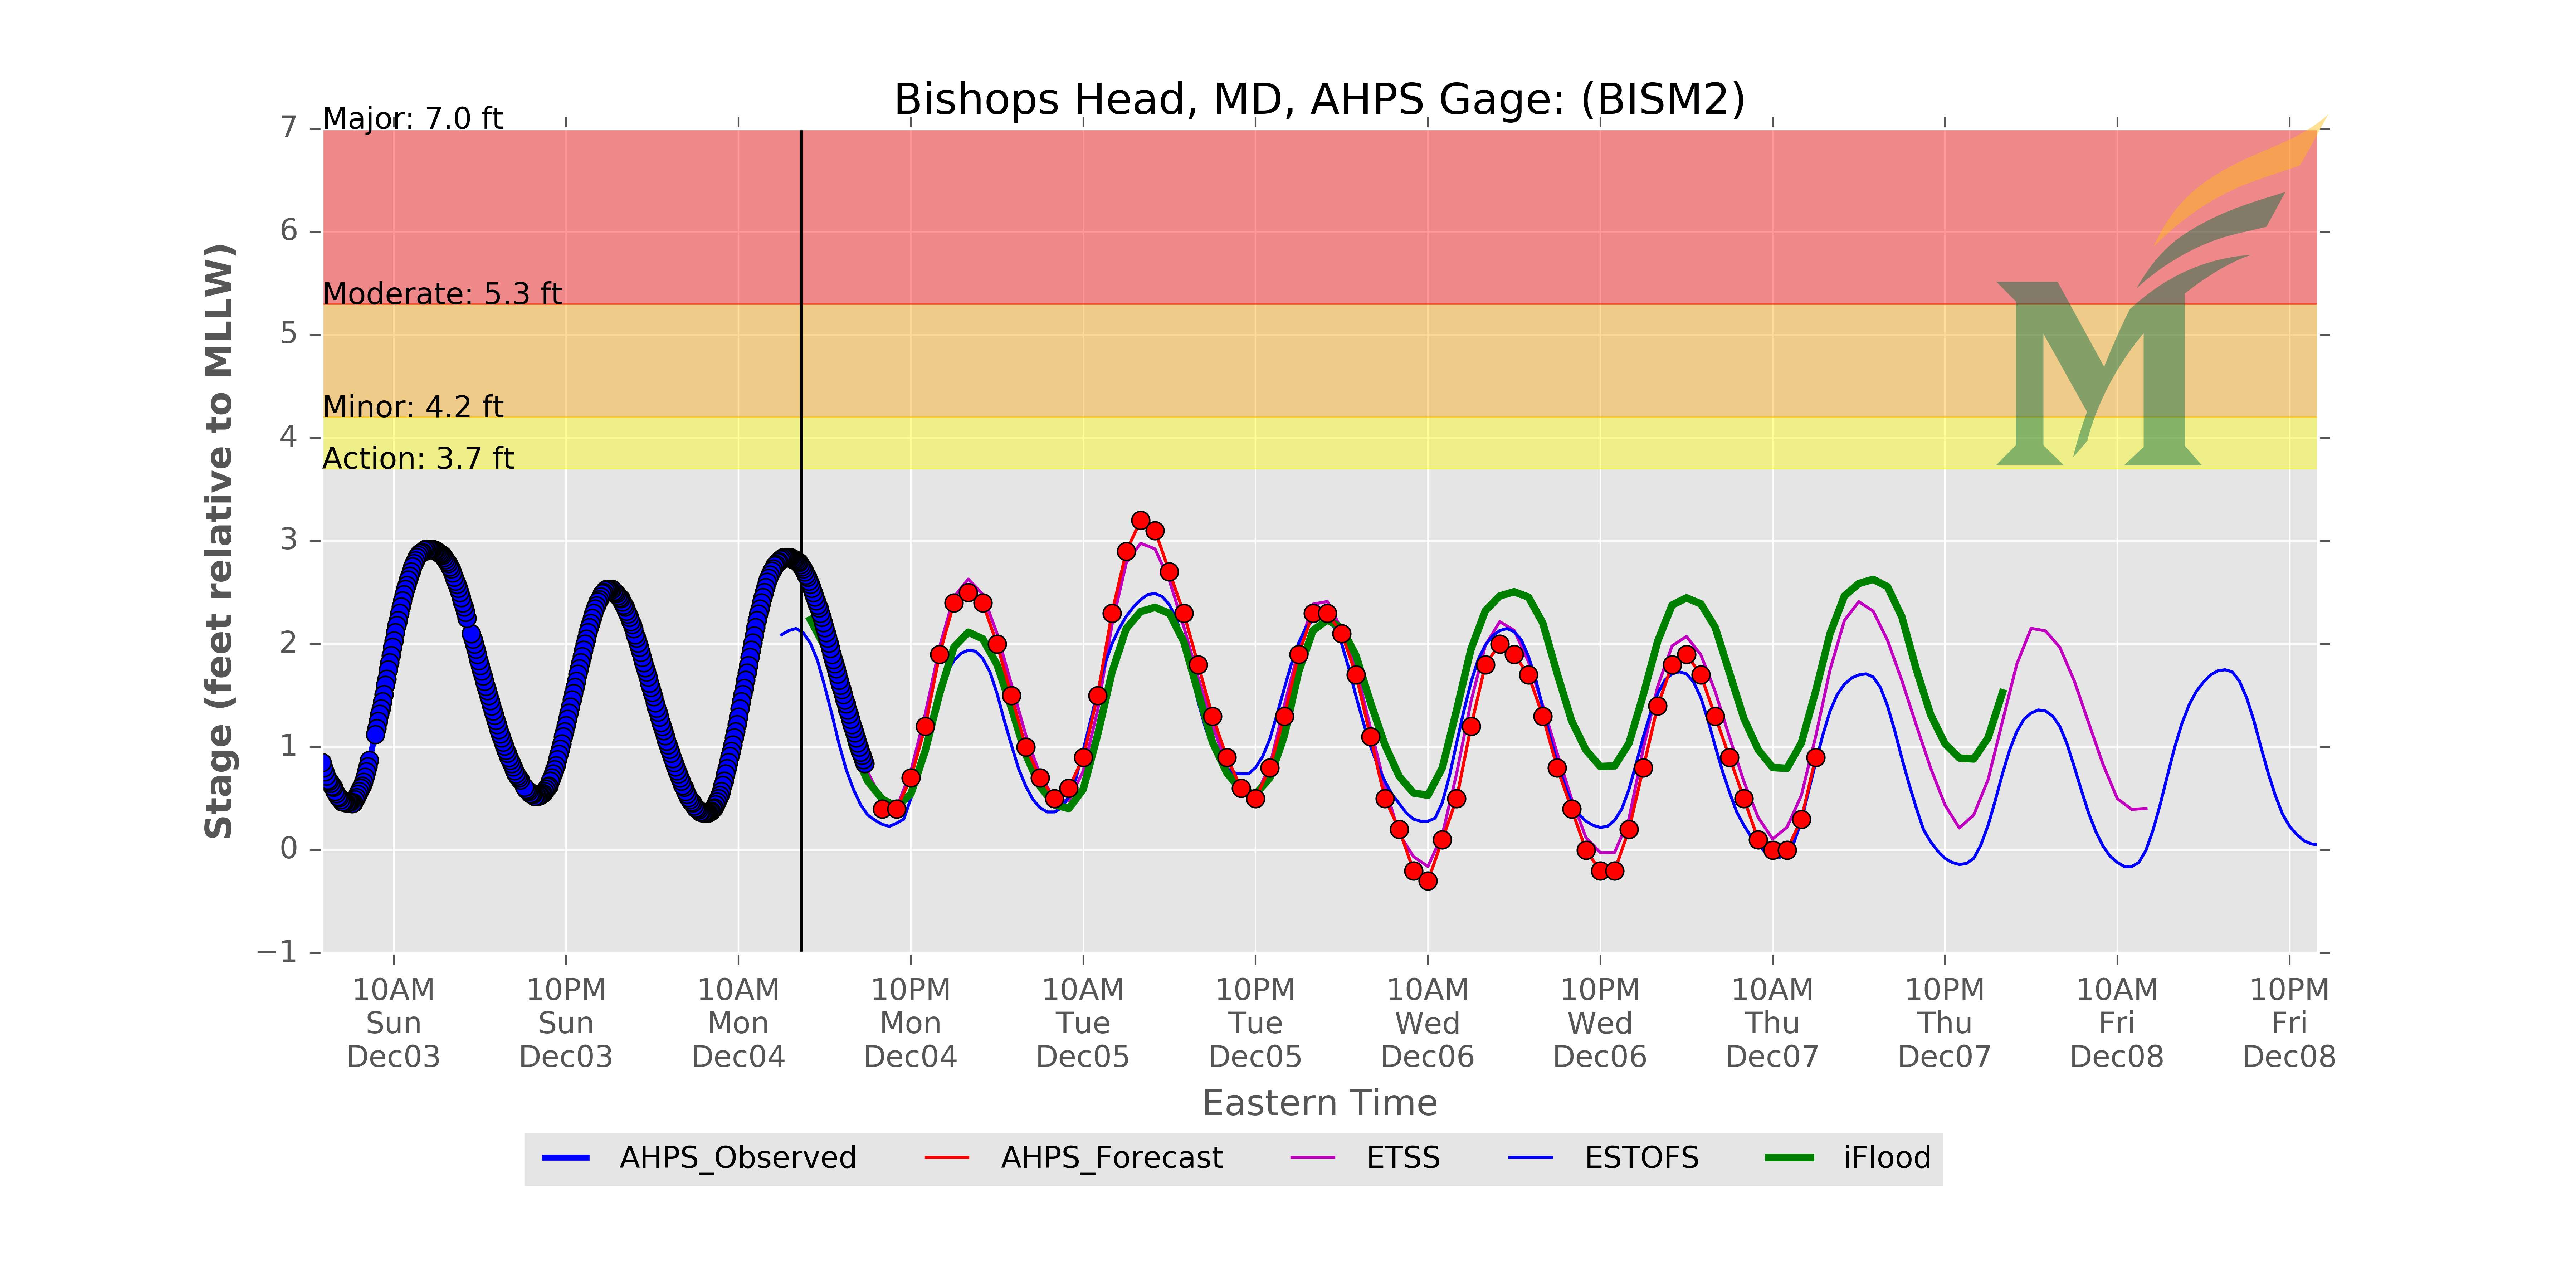 Bishops Head, MD, AHPS Gage: (BISM2)
Major: 7.0 ft
Moderate: 5.3 ft
Minor: 4.2 ft
Action: 3.7 ft
7
6
5
4
3
2
1
0
−1
Stage (feet relative to MLLW)
10AM 10PM 10AM 10PM 10AM 10PM 10AM 10PM 10AM 10PM 10AM 10PM
Sun Sun Mon Mon Tue Tue Wed Wed Thu Thu Fri Fri
Dec03 Dec03 Dec04 Dec04 Dec05 Dec05 Dec06 Dec06 Dec07 Dec07 Dec08 Dec08
Eastern Time
AHPS_Observed AHPS_Forecast ETSS ESTOFS iFlood
M